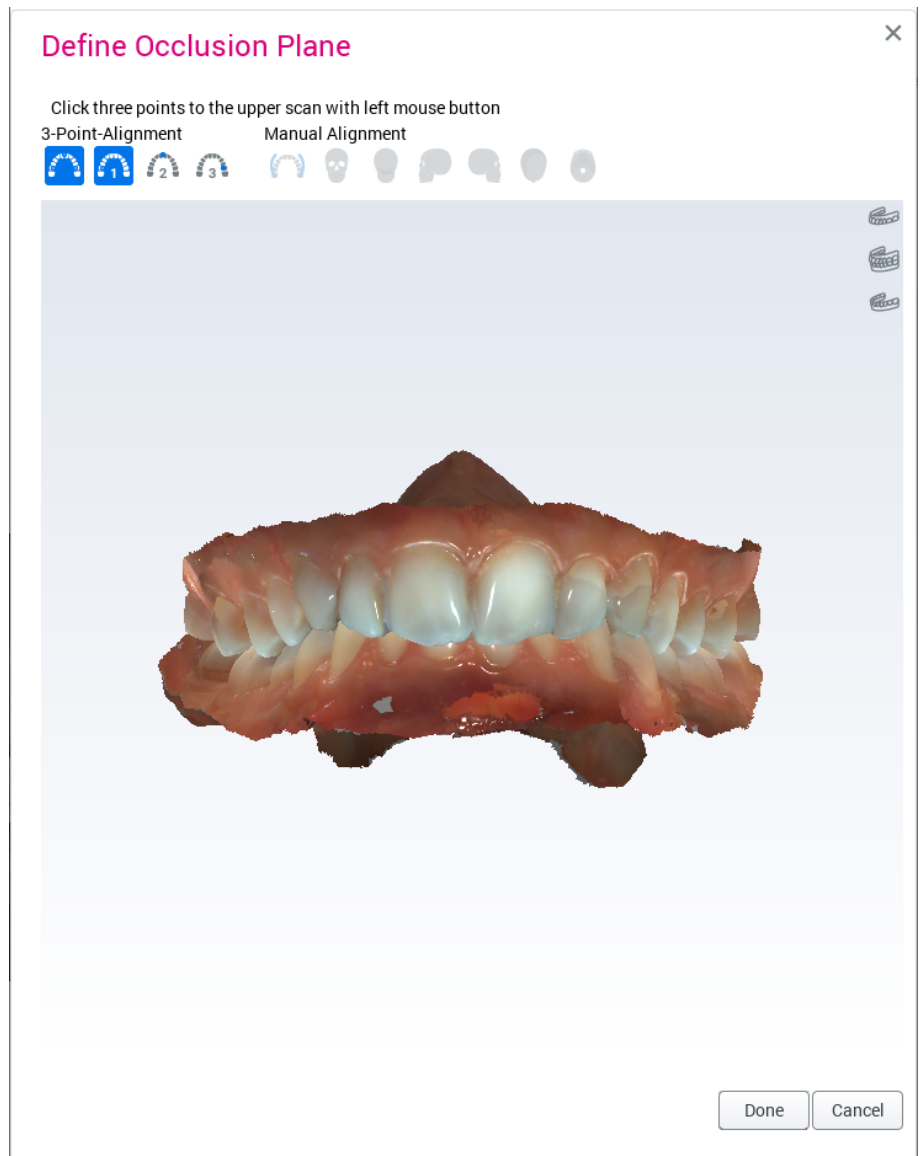 Define Occlusion Plane
Click three points to the upper scan with left mouse button
3-Point-Alignment Manual Alignment
1 2 3
Done Cancel